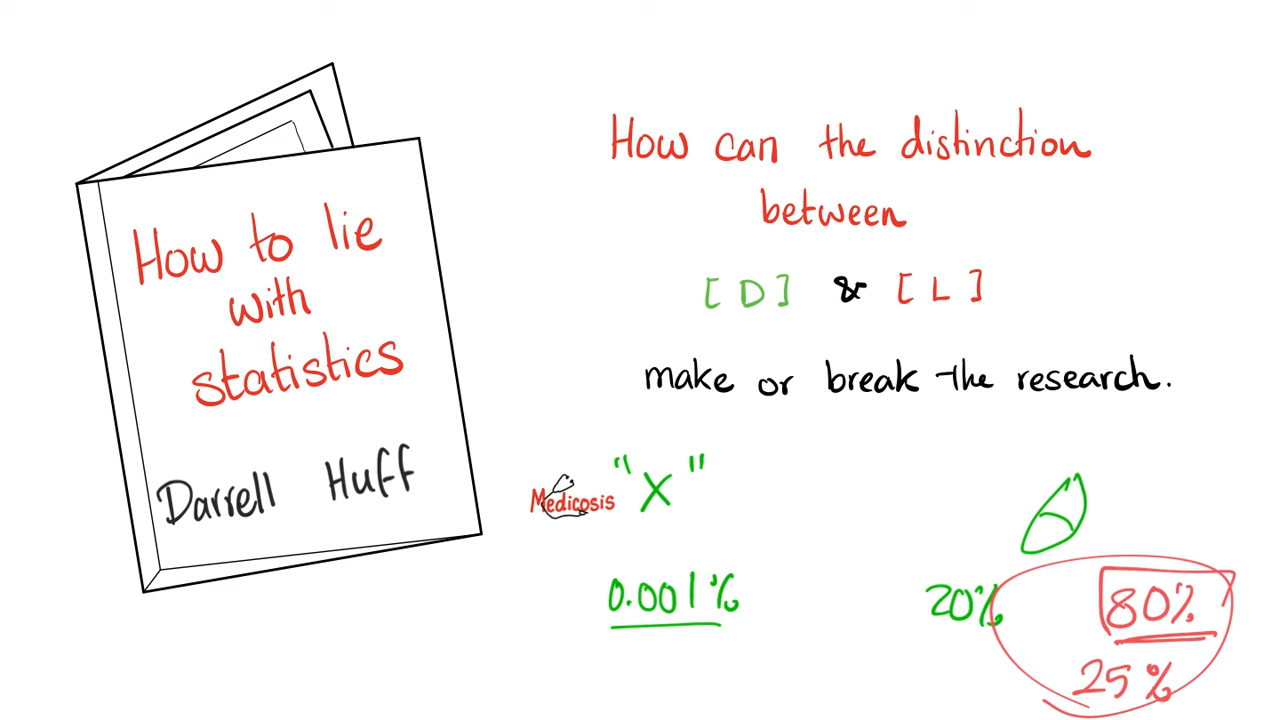 How to lie
with
statistics
Darrell Huff
How can the distinction
between
[ D ] & [ L ]
make or break the research.
Medicosis
"X"
0.001%
20%
80%
25%